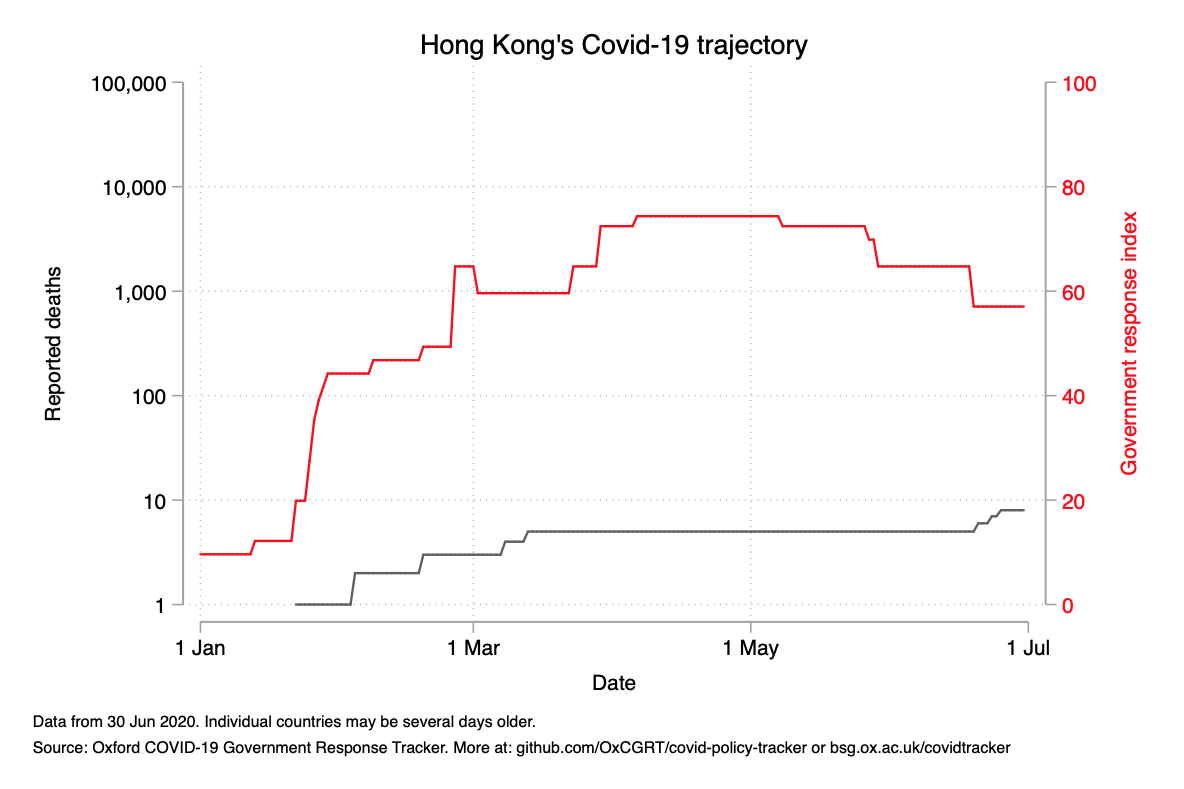 Hong Kong's Covid-19 trajectory
100,000
10,000
1,000
100
10
1
Reported deaths
100
80
60
40
20
0
Government response index
1 Jan
1 Mar
1 May
1 Jul
Date
Data from 30 Jun 2020. Individual countries may be several days older.
Source: Oxford COVID-19 Government Response Tracker. More at: github.com/OxCGRT/covid-policy-tracker or bsg.ox.ac.uk/covidtracker